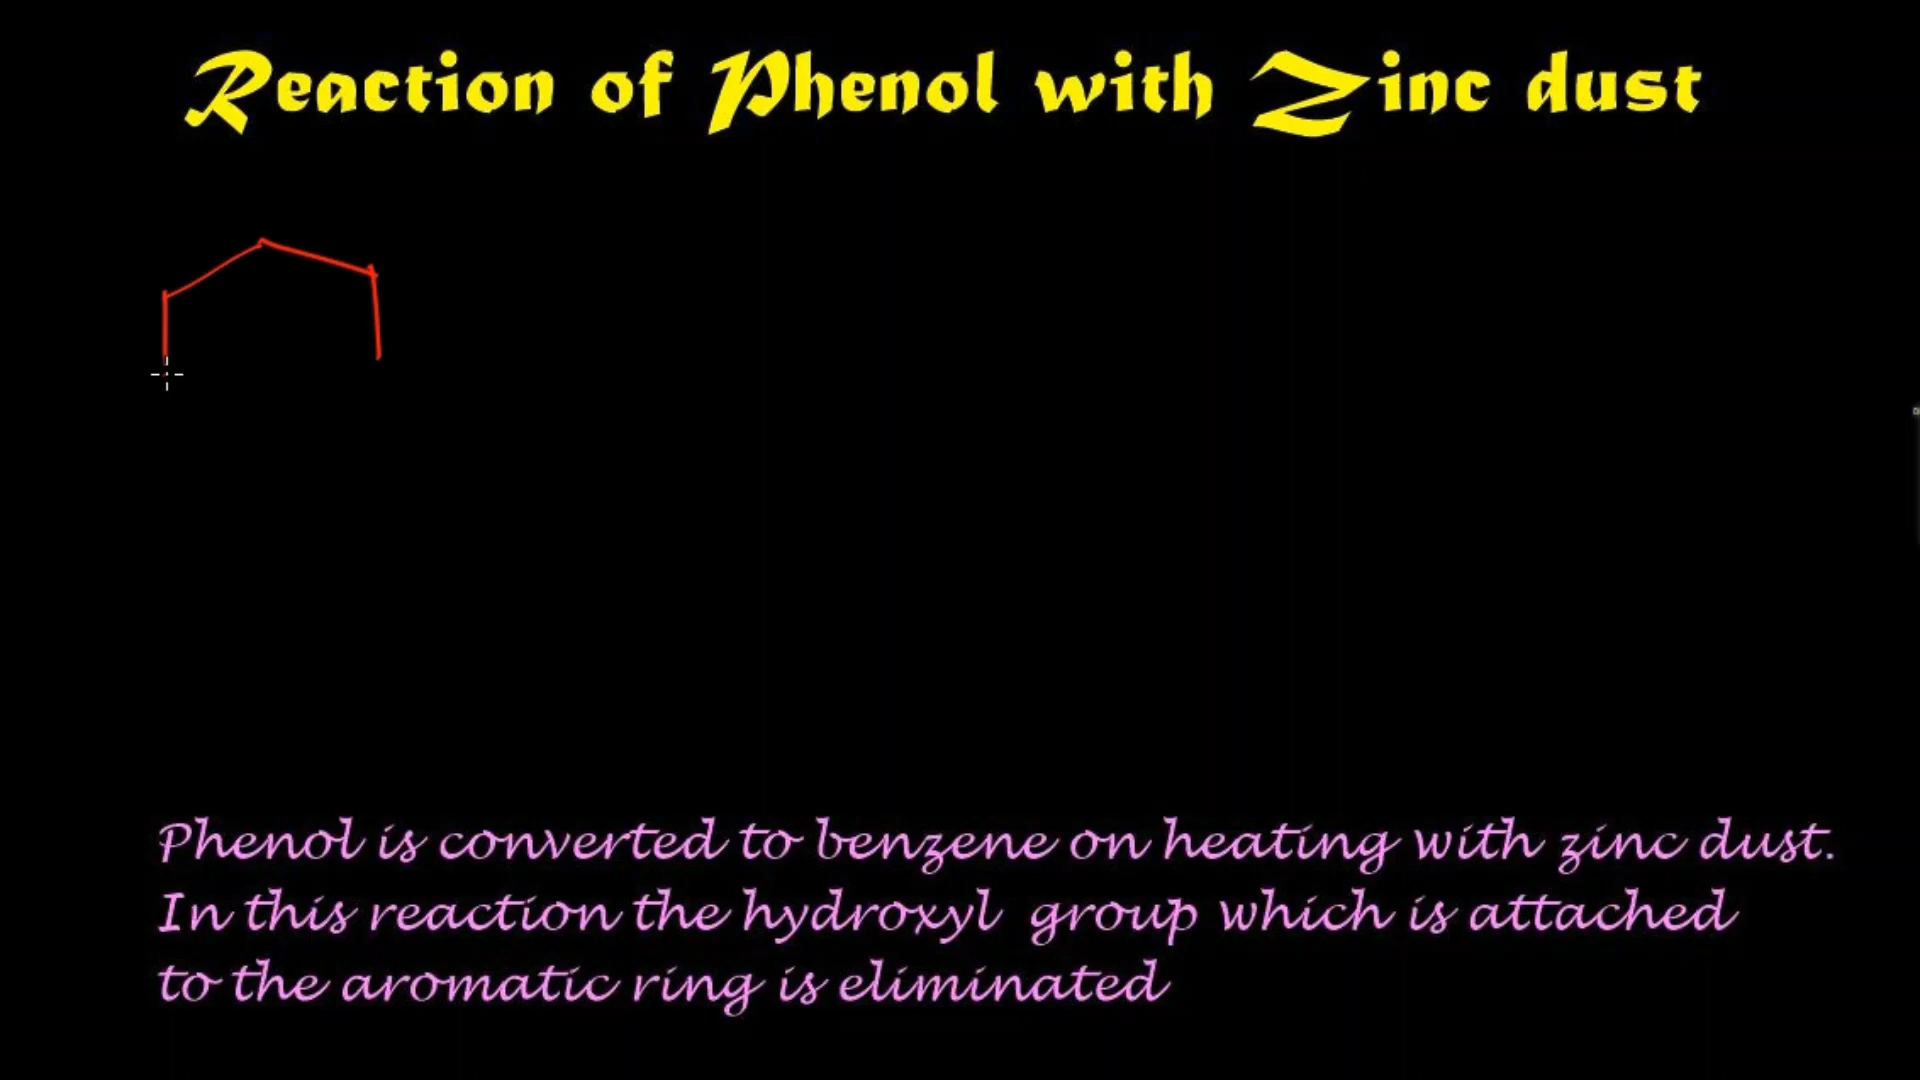 Reaction of Phenol with Zinc dust
Phenol is converted to benzene on heating with zinc dust.
In this reaction the hydroxyl group which is attached
to the aromatic ring is eliminated